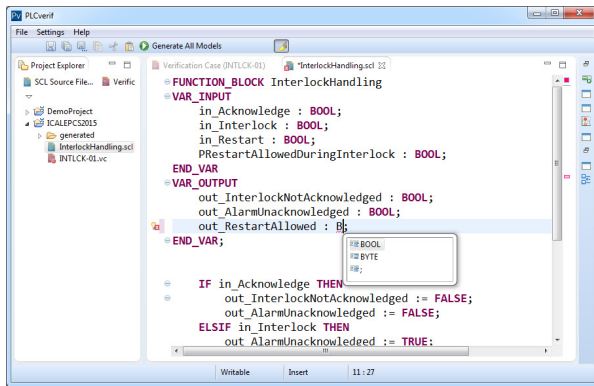 Pv PLCverif
File Settings Help
Generate All Models
Project Explorer
SCL Source File... Verific
DemoProject
ICALEPCS2015
generated
InterlockHandling.scl
INTLCK-01.vc
Verification Case (INTLCK-01) *InterlockHandling.scl
FUNCTION_BLOCK InterlockHandling
VAR_INPUT
in_Acknowledge : BOOL;
in_Interlock : BOOL;
in_Restart : BOOL;
PRestartAllowedDuringInterlock : BOOL;
END_VAR
VAR_OUTPUT
out_InterlockNotAcknowledged : BOOL;
out_AlarmUnacknowledged : BOOL;
out_RestartAllowed : B;
END_VAR;
BOOL
BYTE
;
IF in_Acknowledge THEN
out_InterlockNotAcknowledged := FALSE;
out_AlarmUnacknowledged := FALSE;
ELSIF in_Interlock THEN
out_AlarmUnacknowledged := TRUE;
Writable Insert 11 : 27